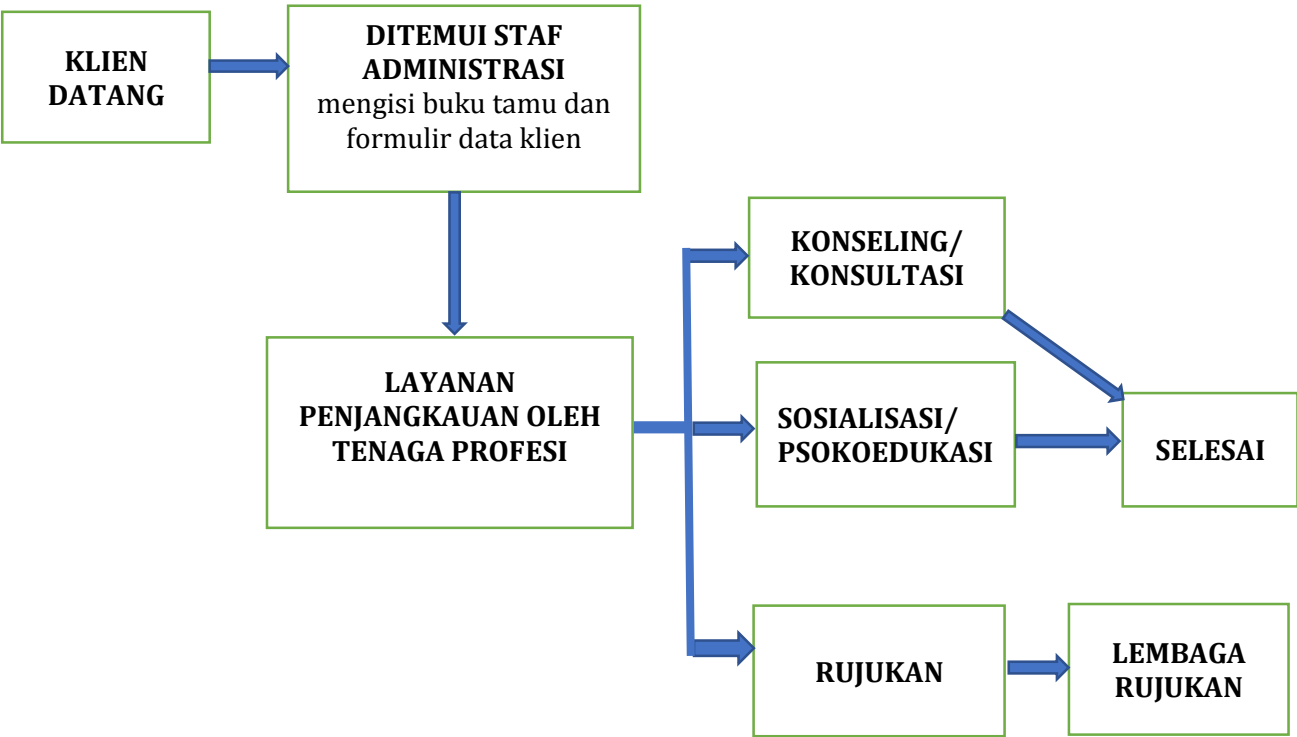 KLIEN
DATANG
DITEMUI STAF
ADMINISTRASI
mengisi buku tamu dan
formulir data klien
LAYANAN
PENJANGKAUAN OLEH
TENAGA PROFESI
KONSELING/
KONSULTASI
SOSIALISASI/
PSOKOEDUKASI
SELESAI
RUJUKAN
LEMBAGA
RUJUKAN